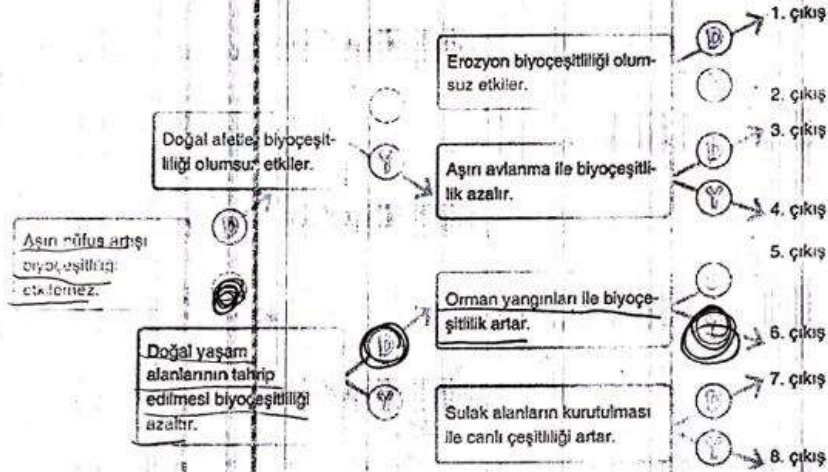 Aşırı nüfus artışı
biyoçeşitliliği
etkilemez.
D
Doğal afetler biyoçeşit-
liliği olumsuz etkiler.
Y
Doğal yaşam
alanlarının tahrip
edilmesi biyoçeşitliliği
azaltır.
D
Y
Erozyon biyoçeşitliliği olum-
suz etkiler.
D
1. çıkış
2. çıkış
Aşırı avlanma ile biyoçeşitli-
lik azalır.
D
3. çıkış
Y
4. çıkış
Orman yangınları ile biyoçe-
şitlilik artar.
5. çıkış
Y
6. çıkış
Sulak alanların kurutulması
ile canlı çeşitliliği artar.
D
7. çıkış
Y
8. çıkış